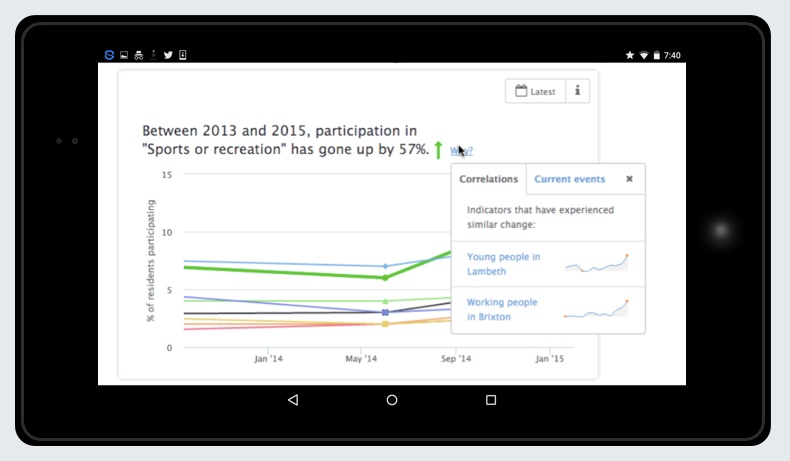 7:40
Latest
Between 2013 and 2015, participation in
"Sports or recreation" has gone up by 57%.
Why?
Correlations
Current events
Indicators that have experienced
similar change:
Young people in
Lambeth
Working people
in Brixton
% of residents participating
15
10
5
0
Jan '14
May '14
Sep '14
Jan '15